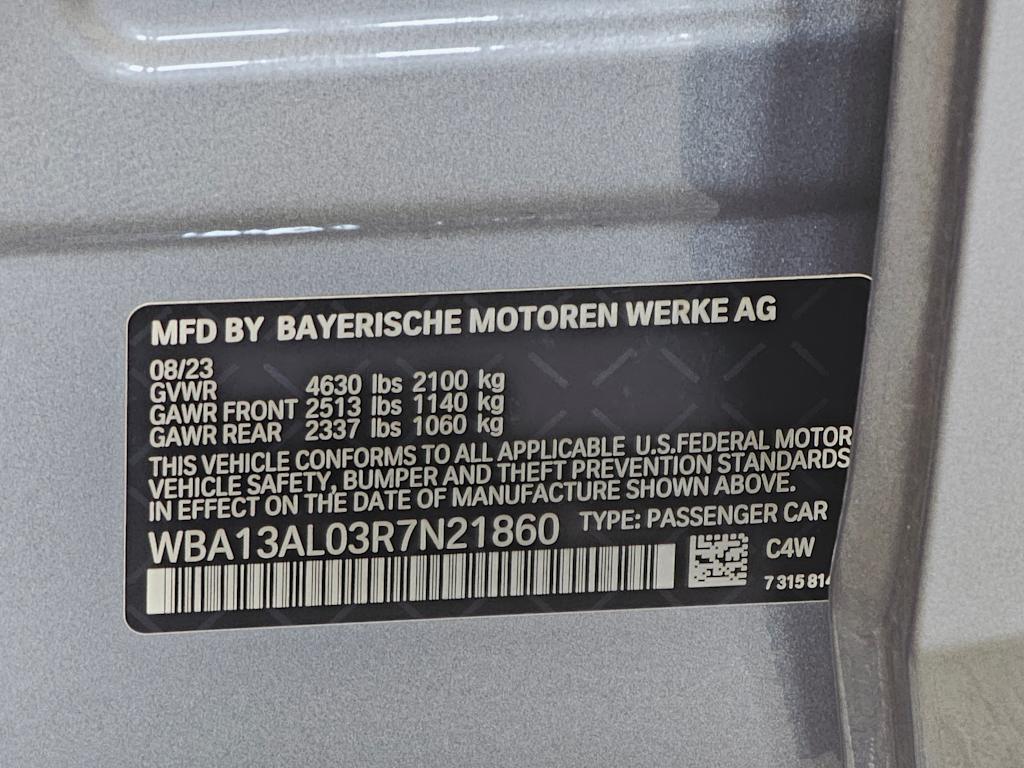 MFD BY BAYERISCHE MOTOREN WERKE AG
08/23
GVWR 4630 lbs 2100 kg
GAWR FRONT 2513 lbs 1140 kg
GAWR REAR 2337 lbs 1060 kg
THIS VEHICLE CONFORMS TO ALL APPLICABLE U.S.FEDERAL MOTOR
VEHICLE SAFETY, BUMPER AND THEFT PREVENTION STANDARDS
IN EFFECT ON THE DATE OF MANUFACTURE SHOWN ABOVE.
WBA13AL03R7N21860 TYPE: PASSENGER CAR
C4W